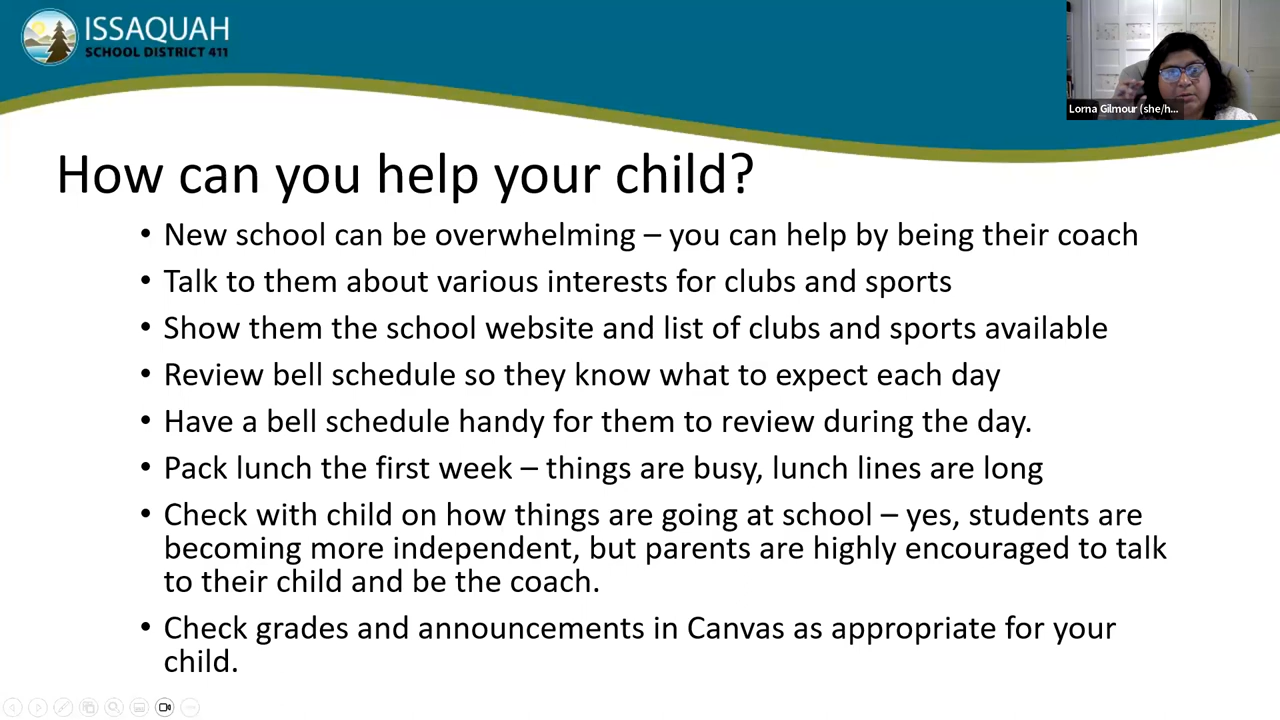 ISSAQUAH
SCHOOL DISTRICT 411
Lorna Gilmour (she/h...
How can you help your child?
• New school can be overwhelming – you can help by being their coach
• Talk to them about various interests for clubs and sports
• Show them the school website and list of clubs and sports available
• Review bell schedule so they know what to expect each day
• Have a bell schedule handy for them to review during the day.
• Pack lunch the first week – things are busy, lunch lines are long
• Check with child on how things are going at school – yes, students are
becoming more independent, but parents are highly encouraged to talk
to their child and be the coach.
• Check grades and announcements in Canvas as appropriate for your
child.